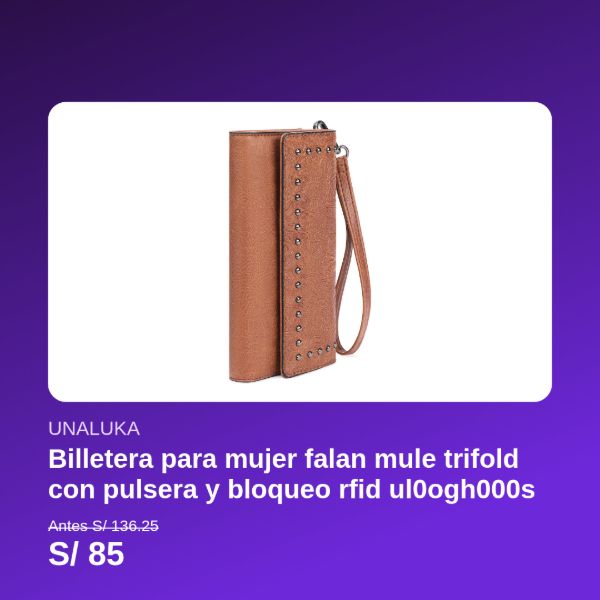 UNALUKA
Billetera para mujer falan mule trifold
con pulsera y bloqueo rfid ul0ogh000s
Antes S/ 136.25
S/ 85